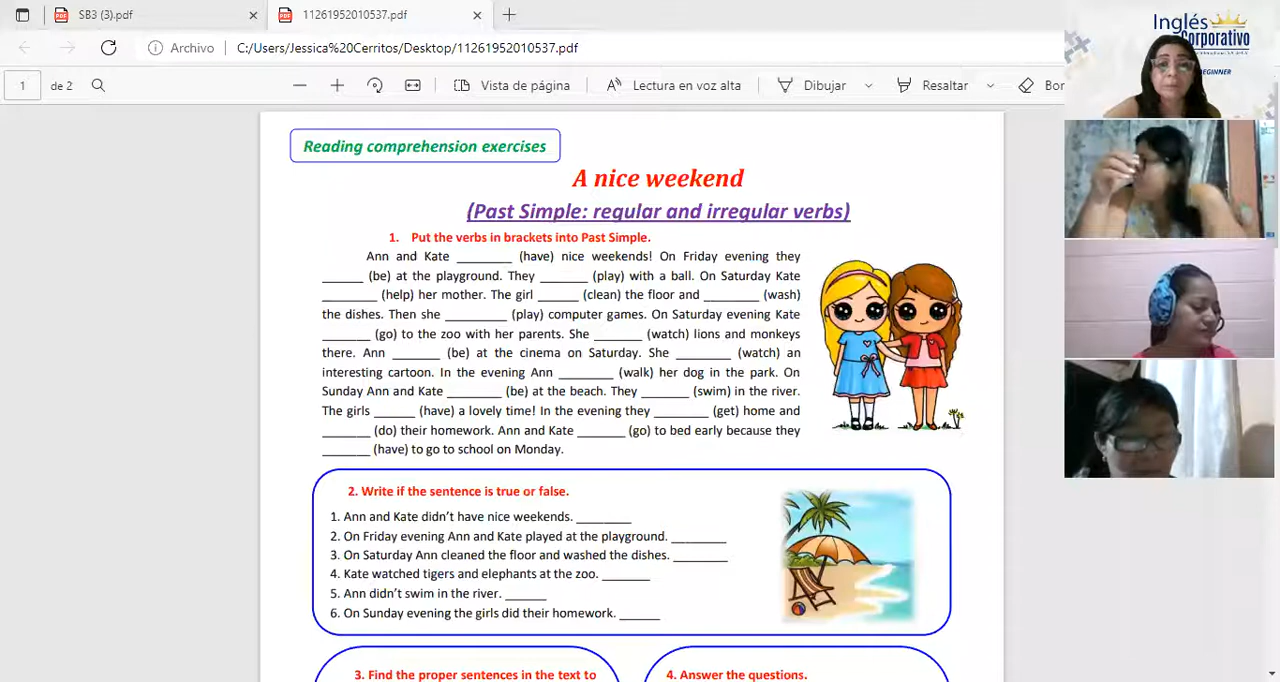 SB3 (3).pdf
11261952010537.pdf
Archivo
C:/Users/Jessica%20Cerritos/Desktop/11261952010537.pdf
1 de 2
Vista de página
Lectura en voz alta
Dibujar
Resaltar
Bor
Inglés
Corporativo
BEGINNER
Reading comprehension exercises
A nice weekend
(Past Simple: regular and irregular verbs)
1. Put the verbs in brackets into Past Simple.
Ann and Kate ________ (have) nice weekends! On Friday evening they
______ (be) at the playground. They _______ (play) with a ball. On Saturday Kate
________ (help) her mother. The girl ______ (clean) the floor and ________ (wash)
the dishes. Then she _________ (play) computer games. On Saturday evening Kate
_______ (go) to the zoo with her parents. She _______ (watch) lions and monkeys
there. Ann _______ (be) at the cinema on Saturday. She ________ (watch) an
interesting cartoon. In the evening Ann ________ (walk) her dog in the park. On
Sunday Ann and Kate ________ (be) at the beach. They _______ (swim) in the river.
The girls ______ (have) a lovely time! In the evening they ________ (get) home and
_______ (do) their homework. Ann and Kate _______ (go) to bed early because they
_______ (have) to go to school on Monday.
2. Write if the sentence is true or false.
1. Ann and Kate didn’t have nice weekends. ________
2. On Friday evening Ann and Kate played at the playground. ________
3. On Saturday Ann cleaned the floor and washed the dishes. ________
4. Kate watched tigers and elephants at the zoo. _______
5. Ann didn’t swim in the river. ______
6. On Sunday evening the girls did their homework. ______
3. Find the proper sentences in the text to
4. Answer the questions.